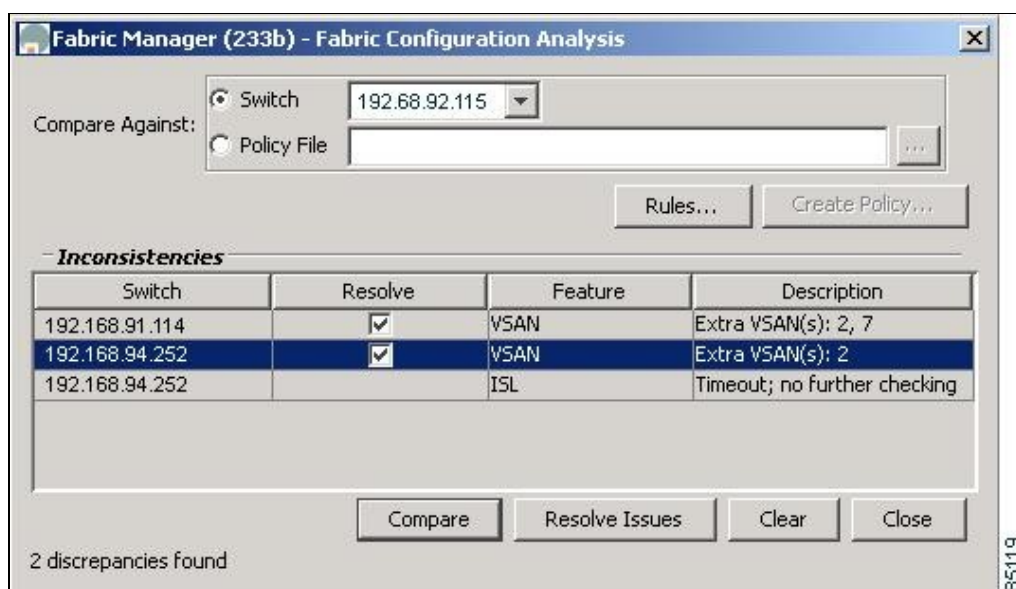 Fabric Manager (233b) - Fabric Configuration Analysis
Compare Against:
Switch
192.68.92.115
Policy File
...
Rules...
Create Policy...
Inconsistencies
Switch Resolve Feature Description
192.168.91.114 VSAN Extra VSAN(s): 2, 7
192.168.94.252 VSAN Extra VSAN(s): 2
192.168.94.252 ISL Timeout; no further checking
Compare Resolve Issues Clear Close
2 discrepancies found